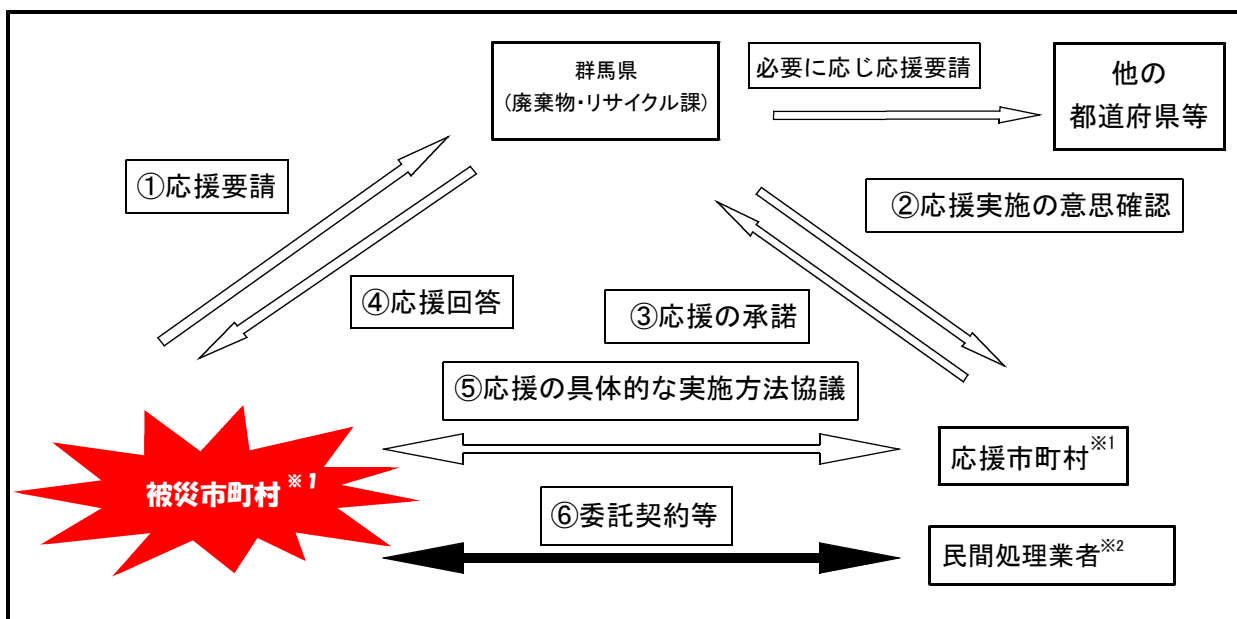 群馬県
(廃棄物・リサイクル課)
必要に応じ応援要請
他の
都道府県等
①応援要請
②応援実施の意思確認
④応援回答
③応援の承諾
⑤応援の具体的な実施方法協議
被災市町村※1
応援市町村※1
⑥委託契約等
民間処理業者※2